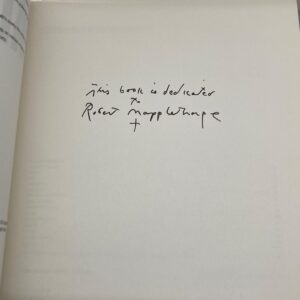 This book is dedicated
to
Robert Mapplethorpe
+